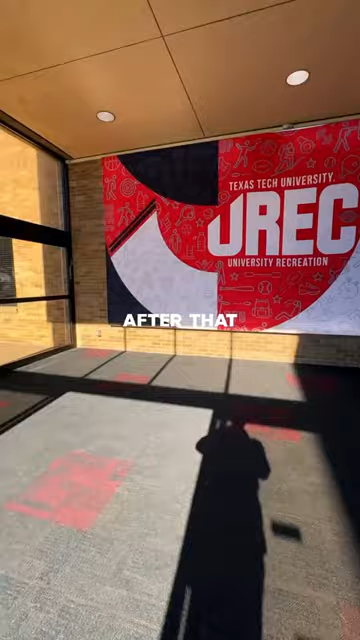 TEXAS TECH UNIVERSITY.
UREC
UNIVERSITY RECREATION
AFTER THAT